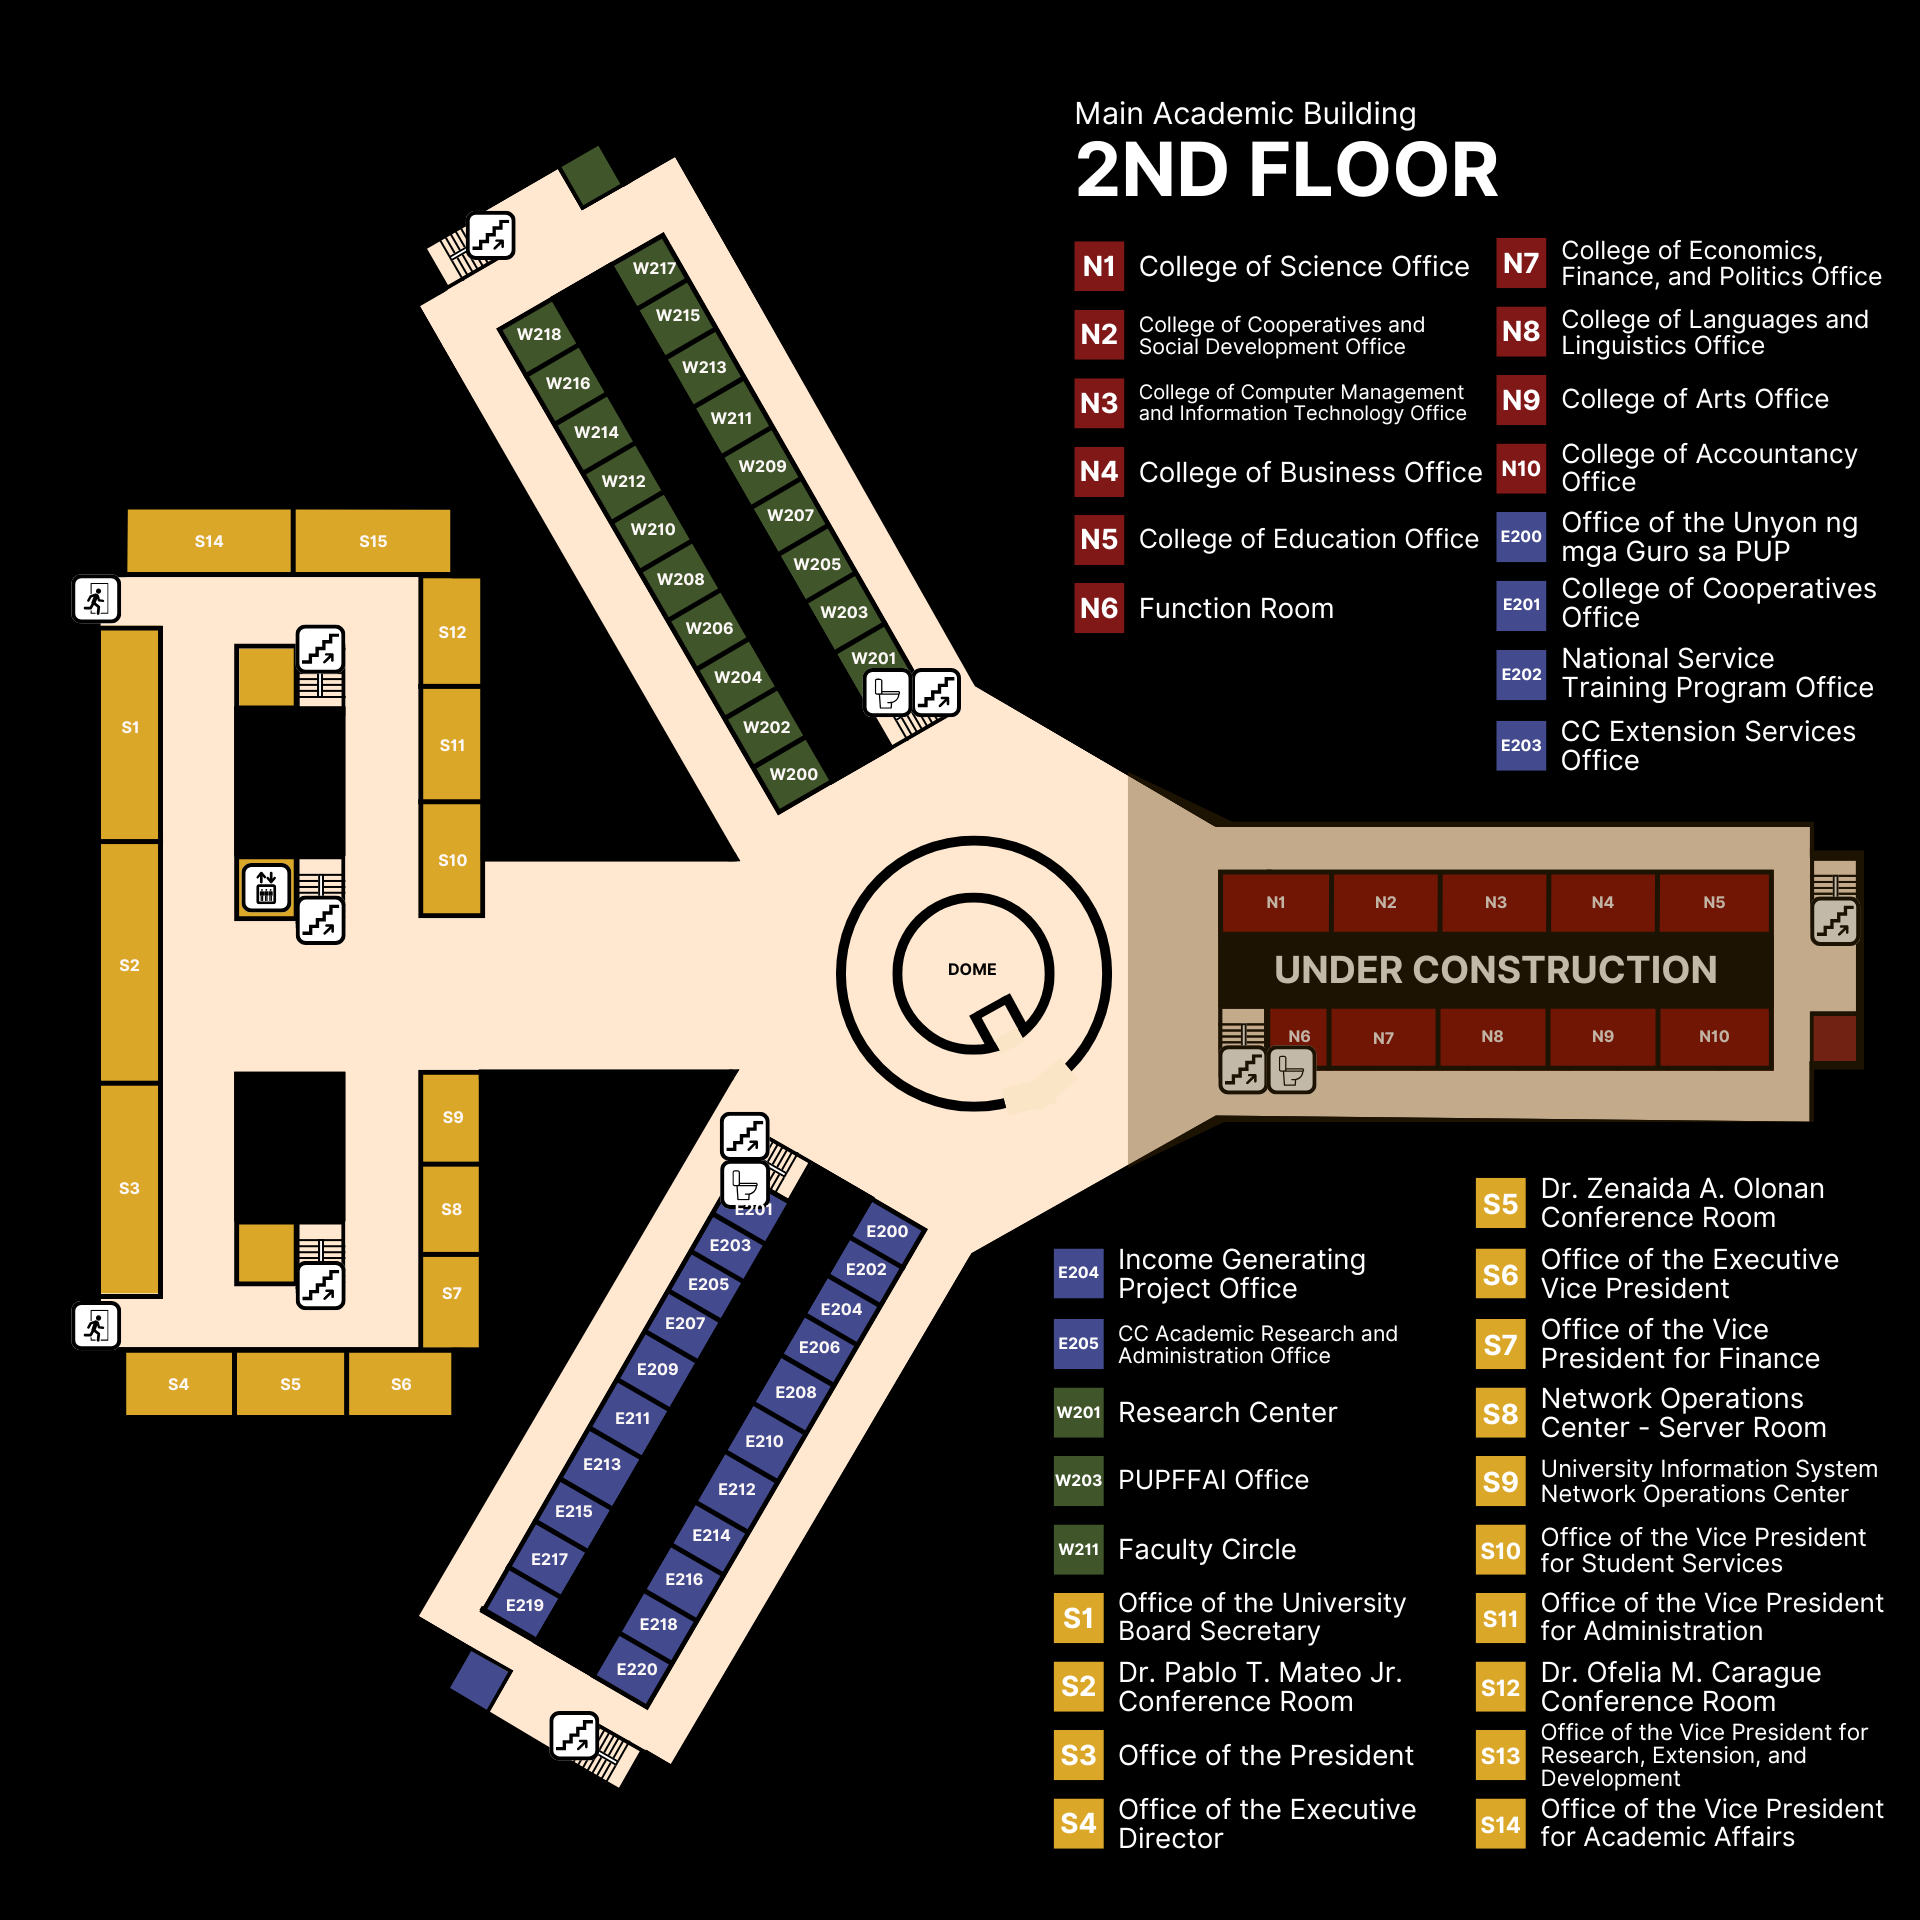 Main Academic Building
2ND FLOOR
N1
College of Science Office
N2
College of Cooperatives and
Social Development Office
N3
College of Computer Management
and Information Technology Office
N4
College of Business Office
N5
College of Education Office
N6
Function Room
N7
College of Economics,
Finance, and Politics Office
N8
College of Languages and
Linguistics Office
N9
College of Arts Office
N10
College of Accountancy
Office
E200
Office of the Unyon ng
mga Guro sa PUP
E201
College of Cooperatives
Office
E202
National Service
Training Program Office
E203
CC Extension Services
Office
W217
W215
W213
W211
W209
W207
W205
W203
W201
W218
W216
W214
W212
W210
W208
W206
W204
W202
W200
S14
S15
S12
S11
S10
S1
S2
S3
S9
S8
S7
S4
S5
S6
DOME
N1
N2
N3
N4
N5
UNDER CONSTRUCTION
N6
N7
N8
N9
N10
E201
E203
E205
E207
E209
E211
E213
E215
E217
E219
E200
E202
E204
E206
E208
E210
E212
E214
E216
E218
E220
E204
Income Generating
Project Office
E205
CC Academic Research and
Administration Office
W201
Research Center
W203
PUPFFAI Office
W211
Faculty Circle
S1
Office of the University
Board Secretary
S2
Dr. Pablo T. Mateo Jr.
Conference Room
S3
Office of the President
S4
Office of the Executive
Director
S5
Dr. Zenaida A. Olonan
Conference Room
S6
Office of the Executive
Vice President
S7
Office of the Vice
President for Finance
S8
Network Operations
Center - Server Room
S9
University Information System
Network Operations Center
S10
Office of the Vice President
for Student Services
S11
Office of the Vice President
for Administration
S12
Dr. Ofelia M. Carague
Conference Room
S13
Office of the Vice President for
Research, Extension, and
Development
S14
Office of the Vice President
for Academic Affairs